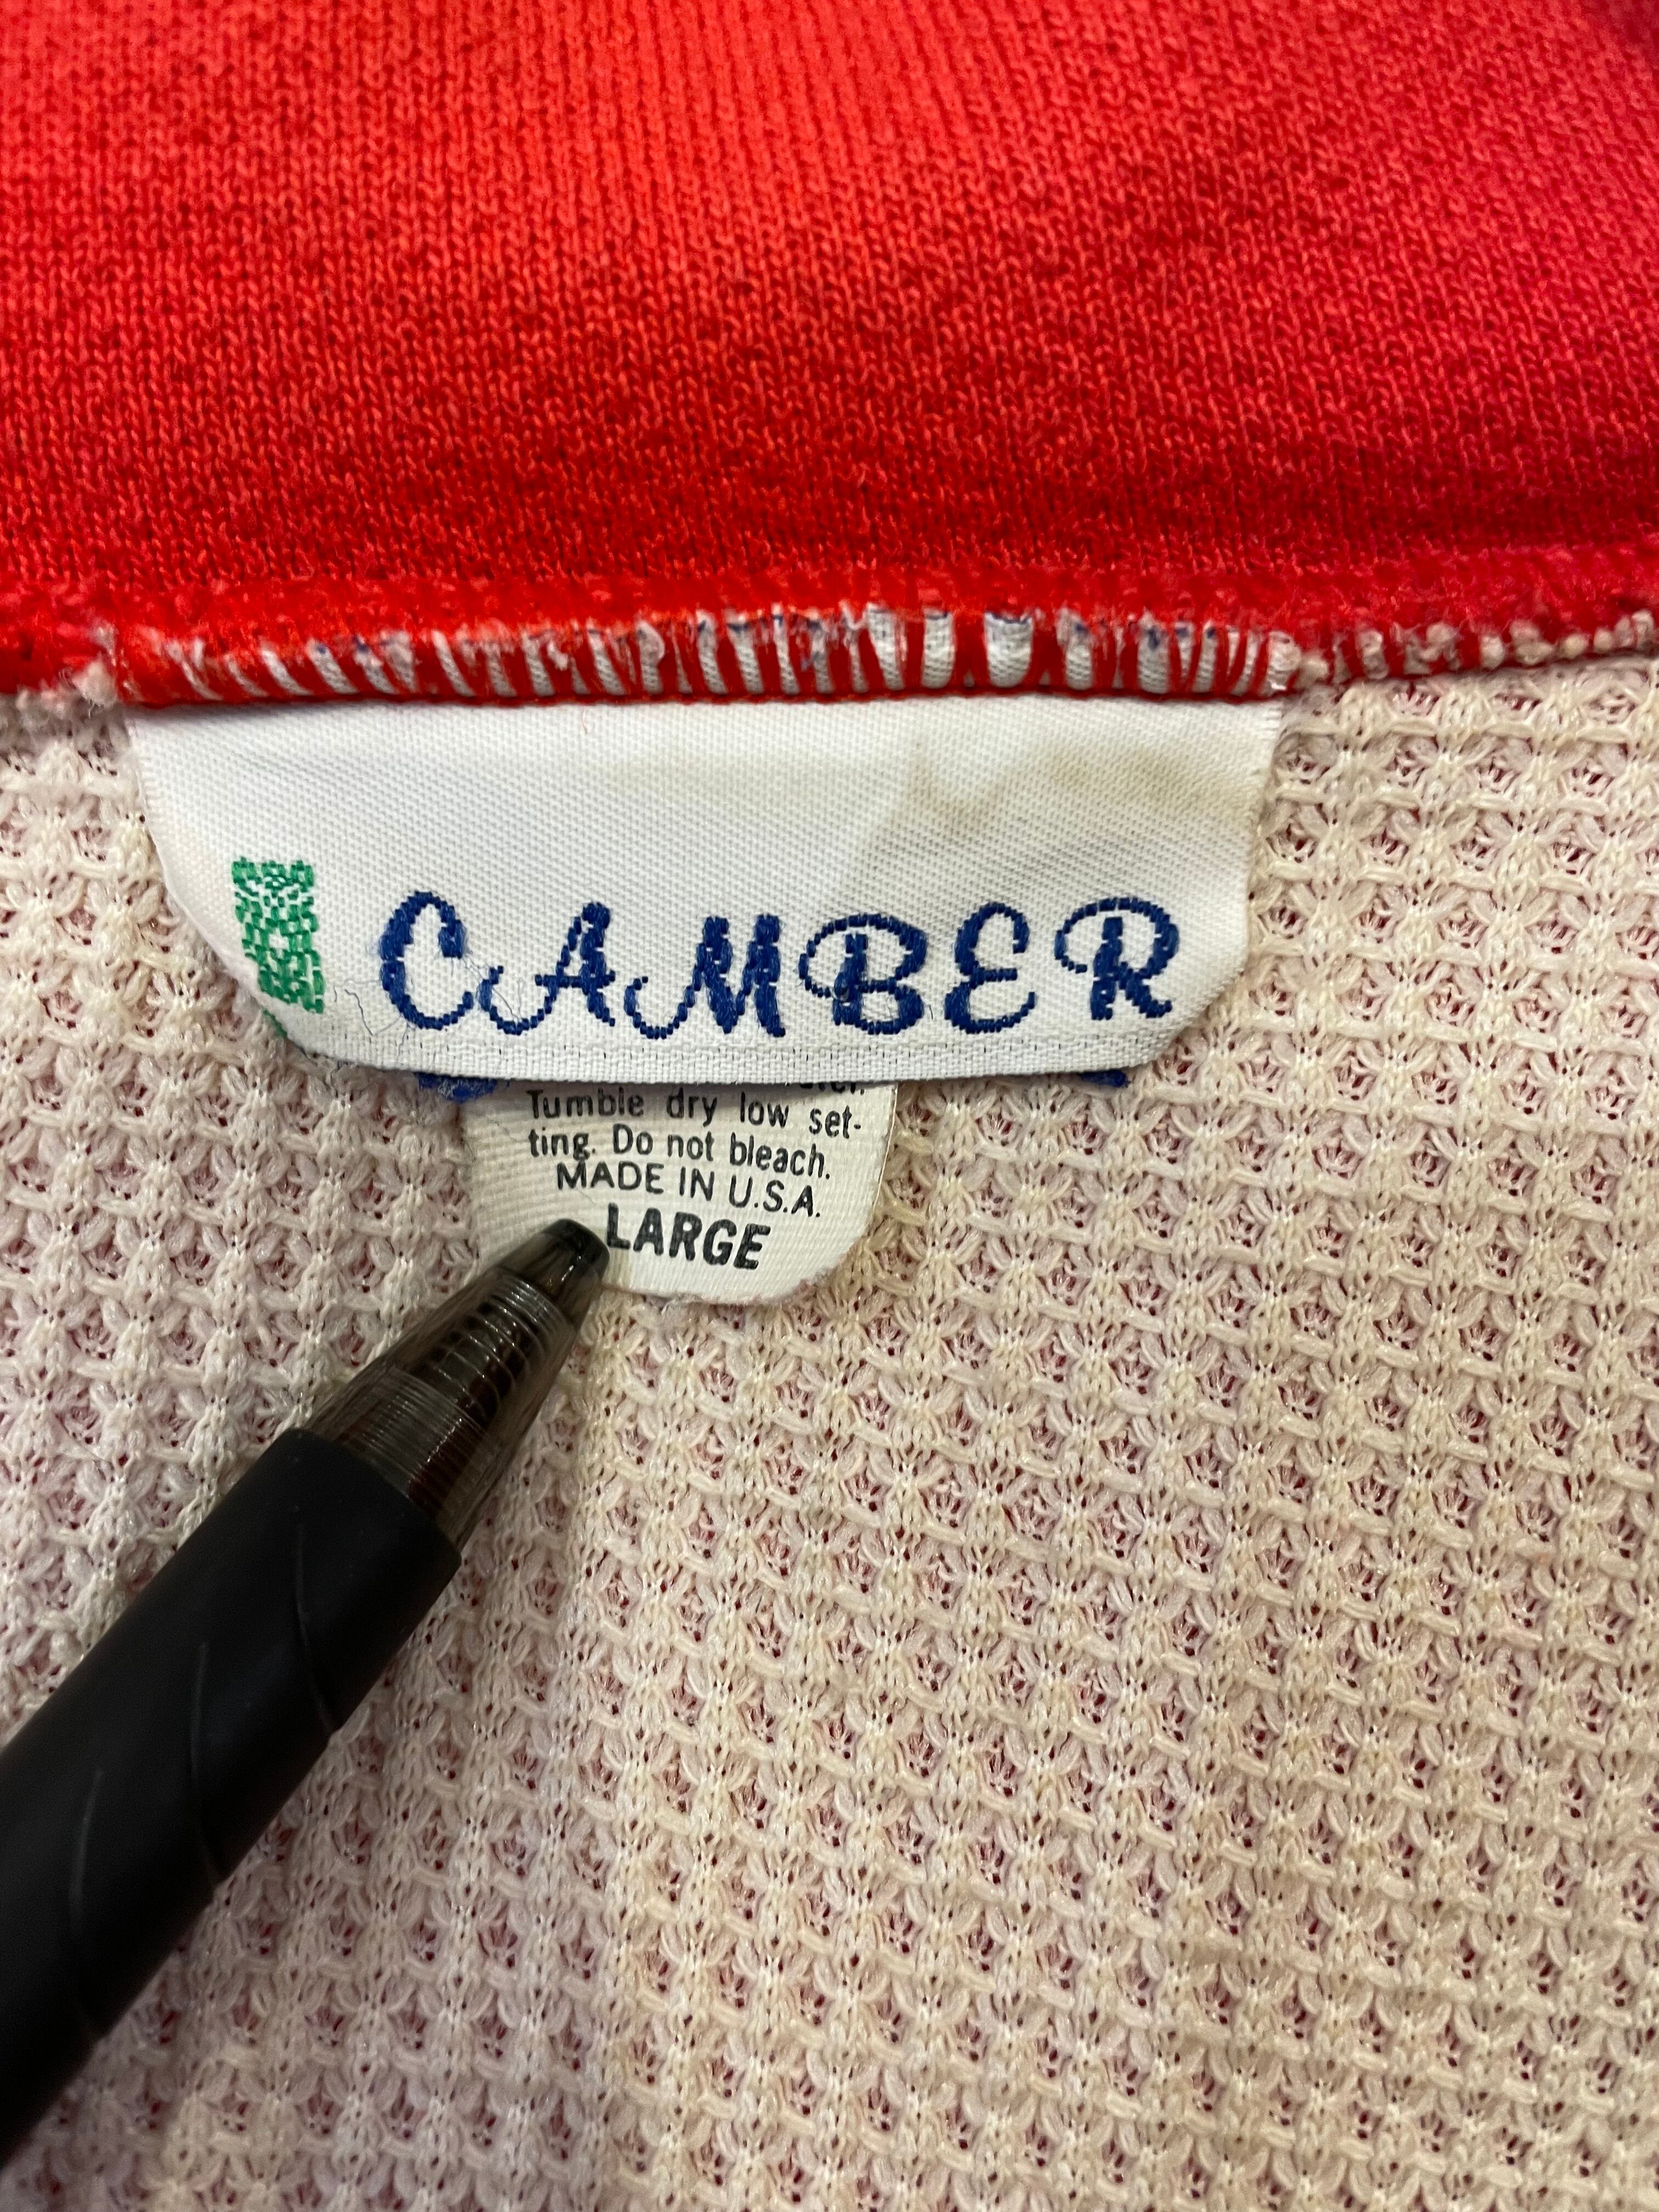 CAMBER
Tumble dry low set-
ting. Do not bleach.
MADE IN U.S.A.
LARGE